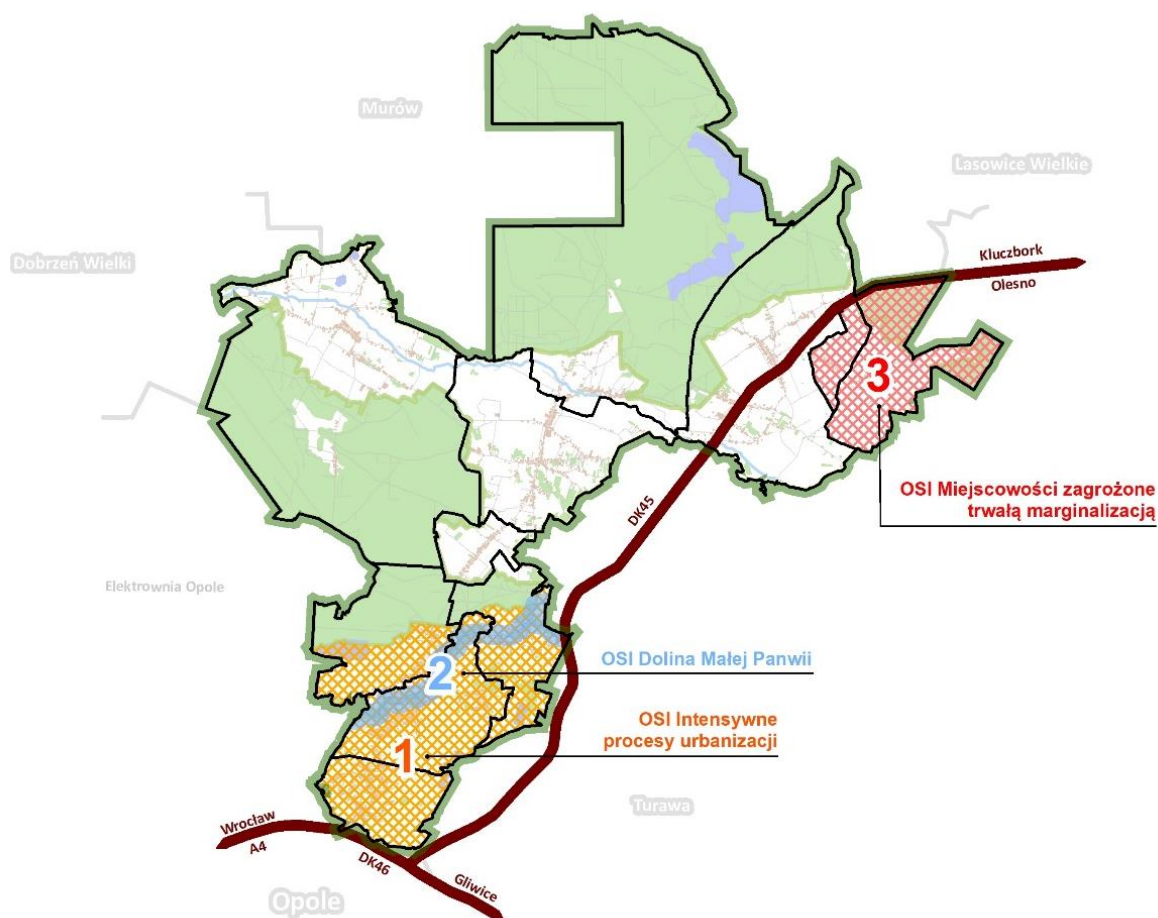 Murów
Lasowice Wielkie
Dobrzeń Wielki
Kluczbork
Olesno
3
OSI Miejscowości zagrożone
trwałą marginalizacją
DK45
Elektrownia Opole
2
OSI Dolina Małej Panwii
OSI Intensywne
procesy urbanizacji
1
Turawa
Wrocław
A4
DK46
Gliwice
Opole